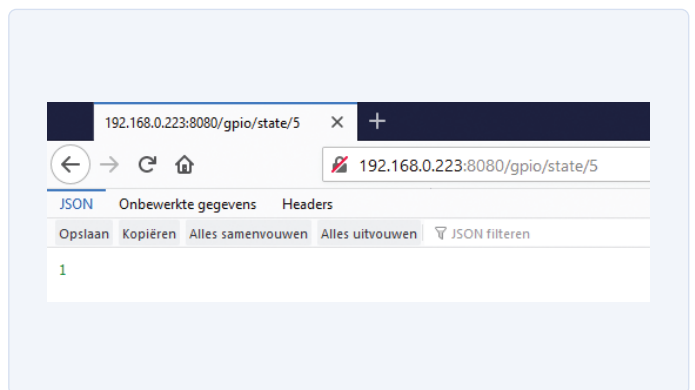 192.168.0.223:8080/gpio/state/5
192.168.0.223:8080/gpio/state/5
JSON Onbewerkte gegevens Headers
Opslaan Kopiëren Alles samenvouwen Alles uitvouwen JSON filteren
1